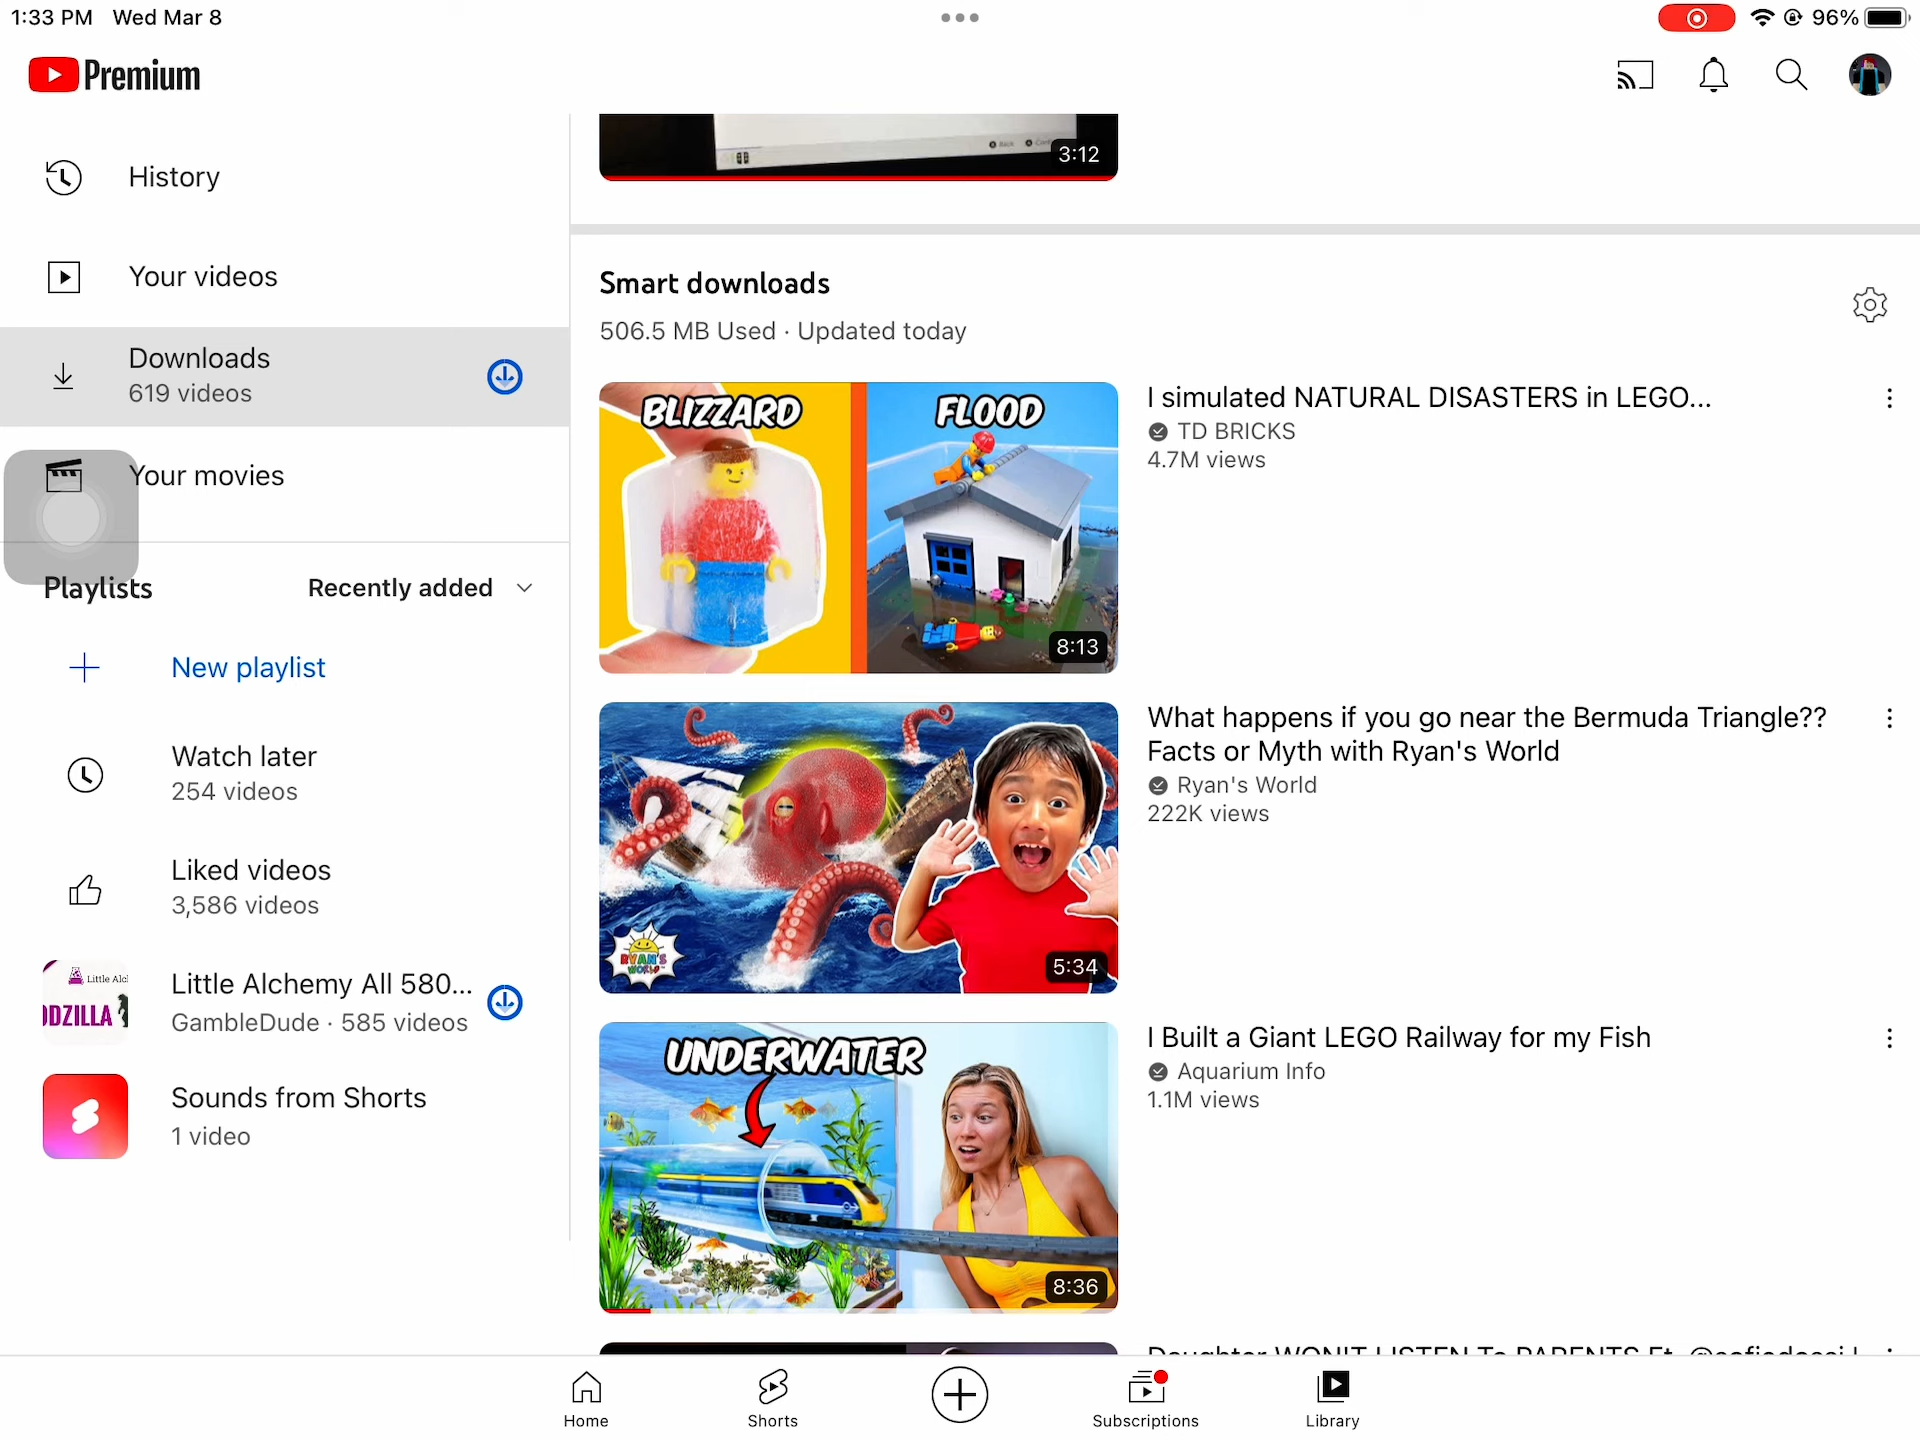 1:33 PM Wed Mar 8
96%
Premium
History
Your videos
Downloads
619 videos
Your movies
Playlists
Recently added
New playlist
Watch later
254 videos
Liked videos
3,586 videos
Little Alchemy All 580...
GambleDude · 585 videos
Sounds from Shorts
1 video
Back
3:12
Smart downloads
506.5 MB Used · Updated today
BLIZZARD
FLOOD
8:13
I simulated NATURAL DISASTERS in LEGO...
TD BRICKS
4.7M views
RYAN'S
WORLD
5:34
What happens if you go near the Bermuda Triangle??
Facts or Myth with Ryan's World
Ryan's World
222K views
UNDERWATER
8:36
I Built a Giant LEGO Railway for my Fish
Aquarium Info
1.1M views
Home
Shorts
Subscriptions
Library